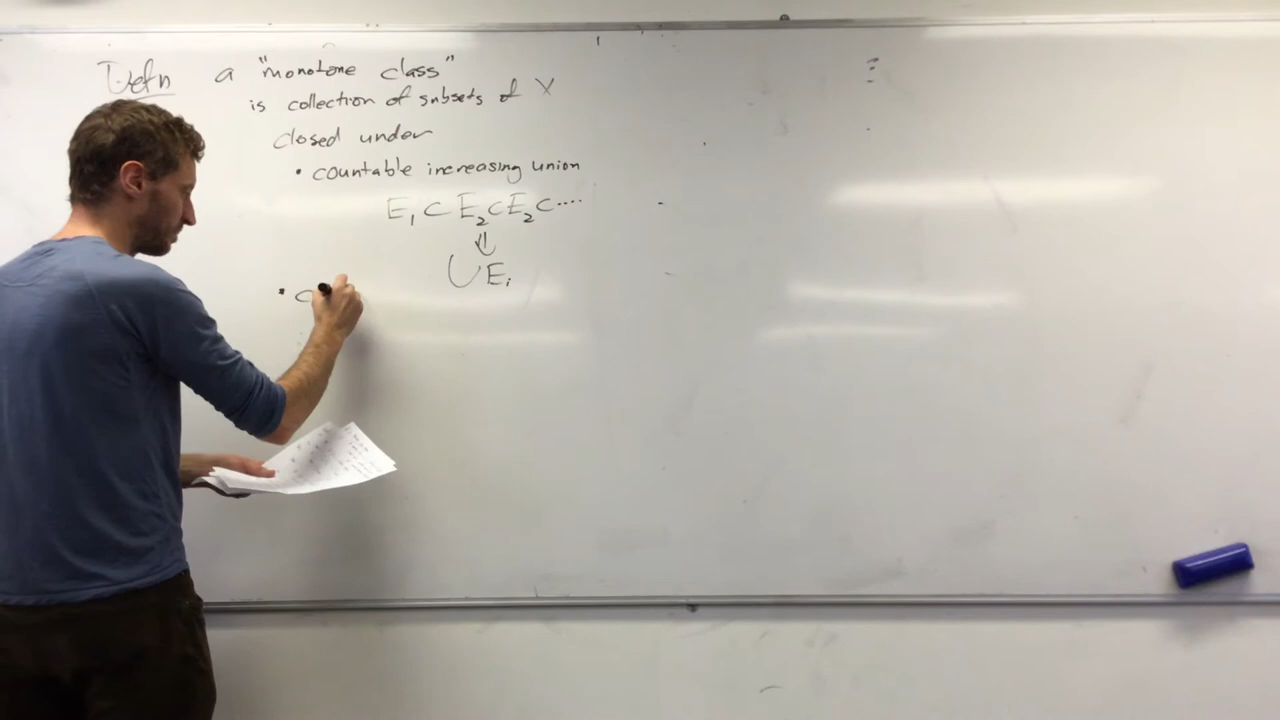 Defn a "monotone class"
is collection of subsets of X
closed under
• countable increasing union
E₁ ⊂ E₂ ⊂ E₂ ⊂ ....
⇓
∪ Eᵢ
• c